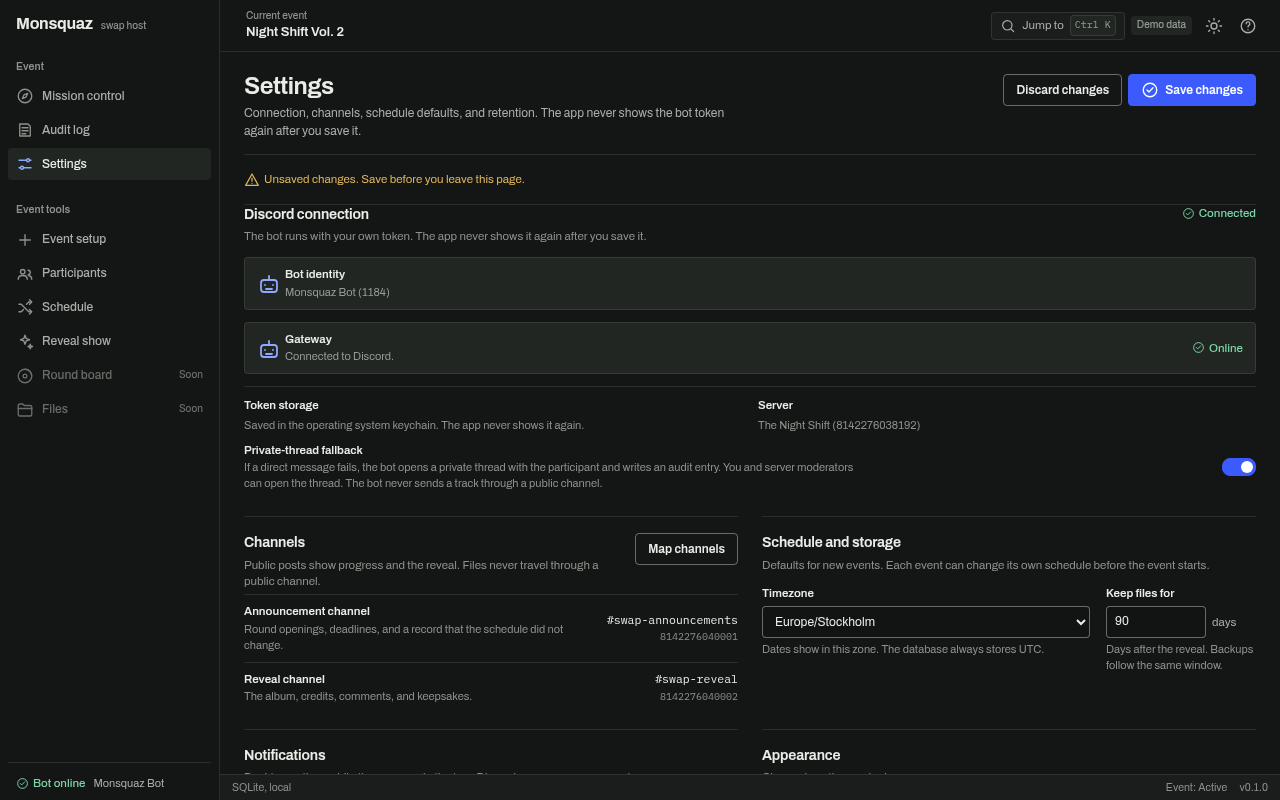 Monsquaz swap host
Event
Mission control
Audit log
Settings
Event tools
Event setup
Participants
Schedule
Reveal show
Round board Soon
Files Soon
Bot online Monsquaz Bot
Current event
Night Shift Vol. 2
Jump to Ctrl K Demo data
Settings
Connection, channels, schedule defaults, and retention. The app never shows the bot token
again after you save it.
Discard changes
Save changes
Unsaved changes. Save before you leave this page.
Discord connection
Connected
The bot runs with your own token. The app never shows it again after you save it.
Bot identity
Monsquaz Bot (1184)
Gateway
Connected to Discord.
Online
Token storage
Saved in the operating system keychain. The app never shows it again.
Server
The Night Shift (8142276038192)
Private-thread fallback
If a direct message fails, the bot opens a private thread with the participant and writes an audit entry. You and server moderators
can open the thread. The bot never sends a track through a public channel.
Channels
Public posts show progress and the reveal. Files never travel through a
public channel.
Map channels
Announcement channel
Round openings, deadlines, and a record that the schedule did not
change.
#swap-announcements
8142276040001
Reveal channel
The album, credits, comments, and keepsakes.
#swap-reveal
8142276040002
Schedule and storage
Defaults for new events. Each event can change its own schedule before the event starts.
Timezone
Europe/Stockholm
Dates show in this zone. The database always stores UTC.
Keep files for
90 days
Days after the reveal. Backups
follow the same window.
Notifications
Appearance
SQLite, local
Event: Active v0.1.0